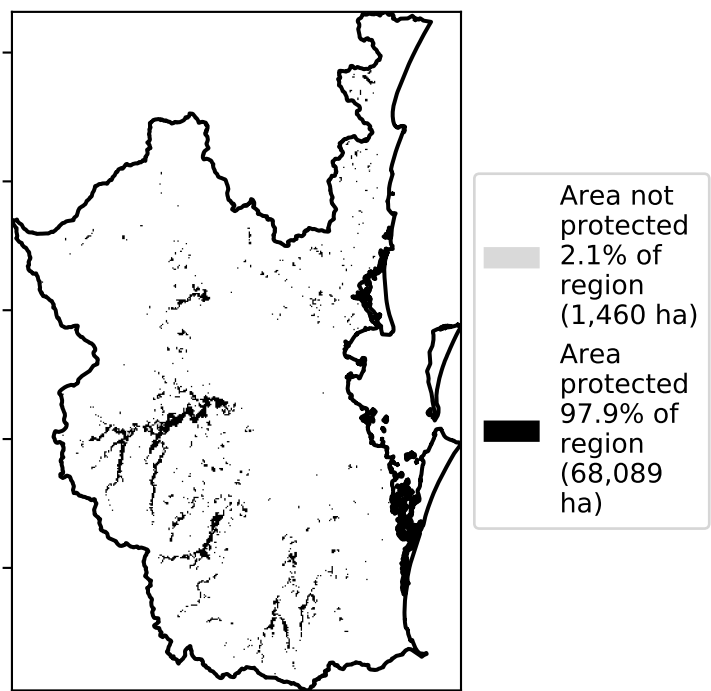 Area not
protected
2.1% of
region
(1,460 ha)
Area
protected
97.9% of
region
(68,089
ha)